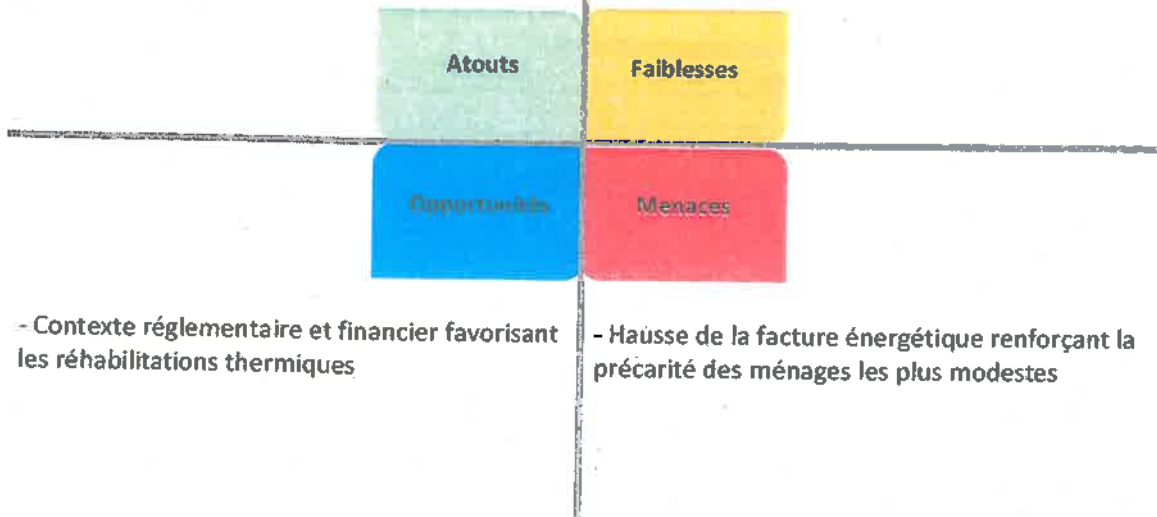 Atouts
Faiblesses
Opportunités
Menaces
- Contexte réglementaire et financier favorisant
les réhabilitations thermiques
- Hausse de la facture énergétique renforçant la
précarité des ménages les plus modestes